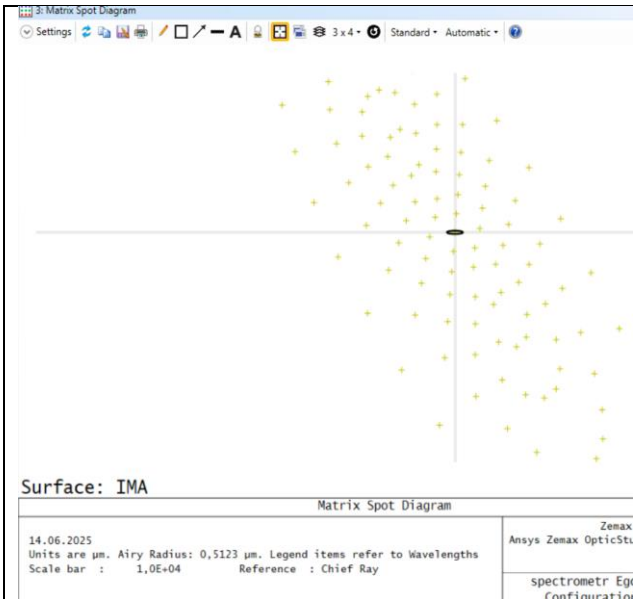 3: Matrix Spot Diagram
Settings A 3 x 4 Standard Automatic
Surface: IMA
Matrix Spot Diagram
14.06.2025
Units are µm. Airy Radius: 0,5123 µm. Legend items refer to Wavelengths
Scale bar : 1,0E+04 Reference : Chief Ray
Zemax
Ansys Zemax OpticStu
spectrometr Ego
Configuration